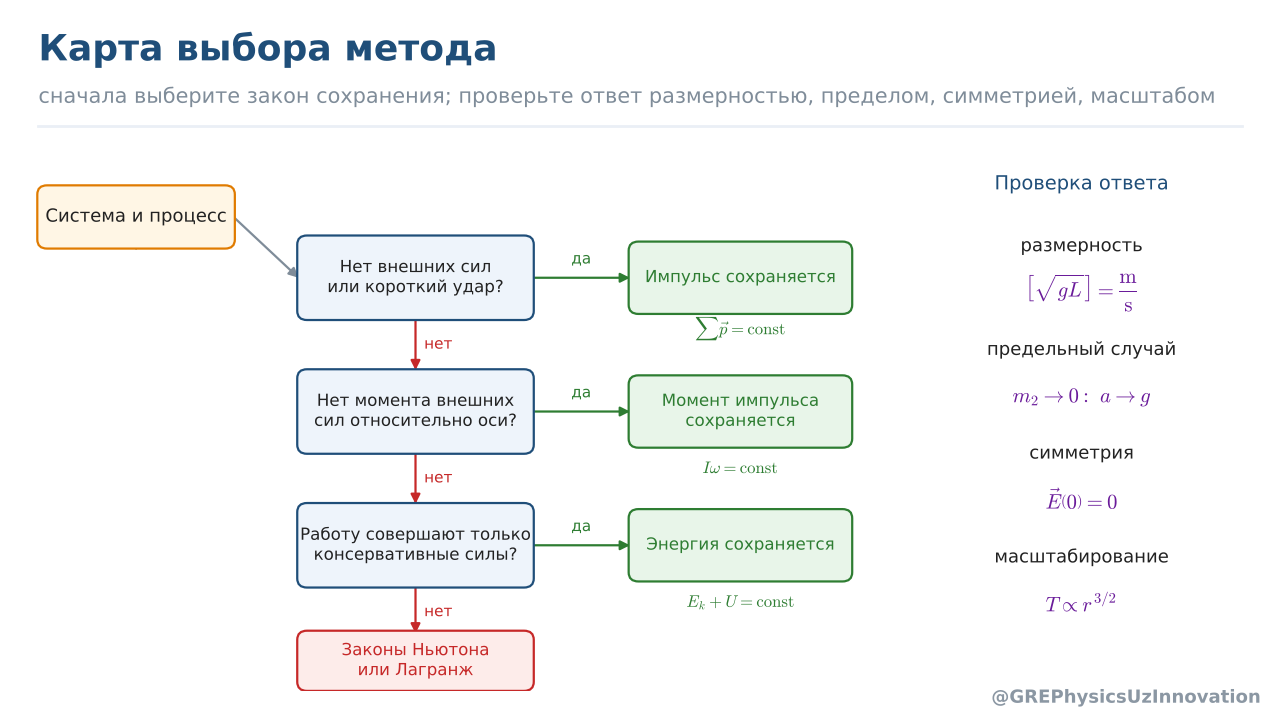 Карта выбора метода
сначала выберите закон сохранения; проверьте ответ размерностью, пределом, симметрией, масштабом
Система и процесс
Нет внешних сил
или короткий удар?
да
Импульс сохраняется
∑p⃗ = const
нет
Нет момента внешних
сил относительно оси?
да
Момент импульса
сохраняется
Iω = const
нет
Работу совершают только
консервативные силы?
да
Энергия сохраняется
E_k + U = const
нет
Законы Ньютона
или Лагранж
Проверка ответа
размерность
[√gL] = m/s
предельный случай
m₂ → 0 : a → g
симметрия
E⃗(0) = 0
масштабирование
T ∝ r^{3/2}
@GREPhysicsUzInnovation